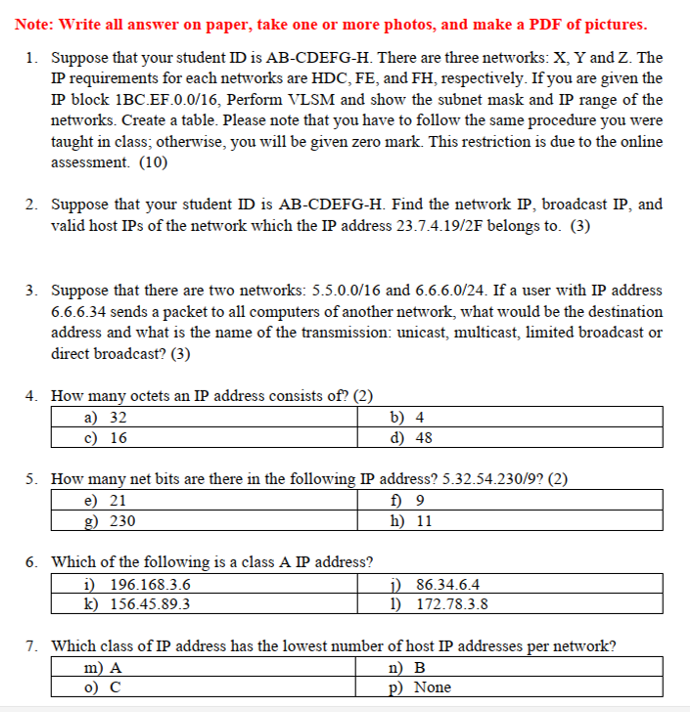 Note: Write all answer on paper, take one or more photos, and make a PDF of pictures.
1. Suppose that your student ID is AB-CDEFG-H. There are three networks: X, Y and Z. The
IP requirements for each networks are HDC, FE, and FH, respectively. If you are given the
IP block 1BC.EF.0.0/16, Perform VLSM and show the subnet mask and IP range of the
networks. Create a table. Please note that you have to follow the same procedure you were
taught in class; otherwise, you will be given zero mark. This restriction is due to the online
assessment. (10)
2. Suppose that your student ID is AB-CDEFG-H. Find the network IP, broadcast IP, and
valid host IPs of the network which the IP address 23.7.4.19/2F belongs to. (3)
3. Suppose that there are two networks: 5.5.0.0/16 and 6.6.6.0/24. If a user with IP address
6.6.6.34 sends a packet to all computers of another network, what would be the destination
address and what is the name of the transmission: unicast, multicast, limited broadcast or
direct broadcast? (3)
4. How many octets an IP address consists of? (2)
a) 32 b) 4
c) 16 d) 48
5. How many net bits are there in the following IP address? 5.32.54.230/9? (2)
e) 21 f) 9
g) 230 h) 11
6. Which of the following is a class A IP address?
i) 196.168.3.6 j) 86.34.6.4
k) 156.45.89.3 l) 172.78.3.8
7. Which class of IP address has the lowest number of host IP addresses per network?
m) A n) B
o) C p) None